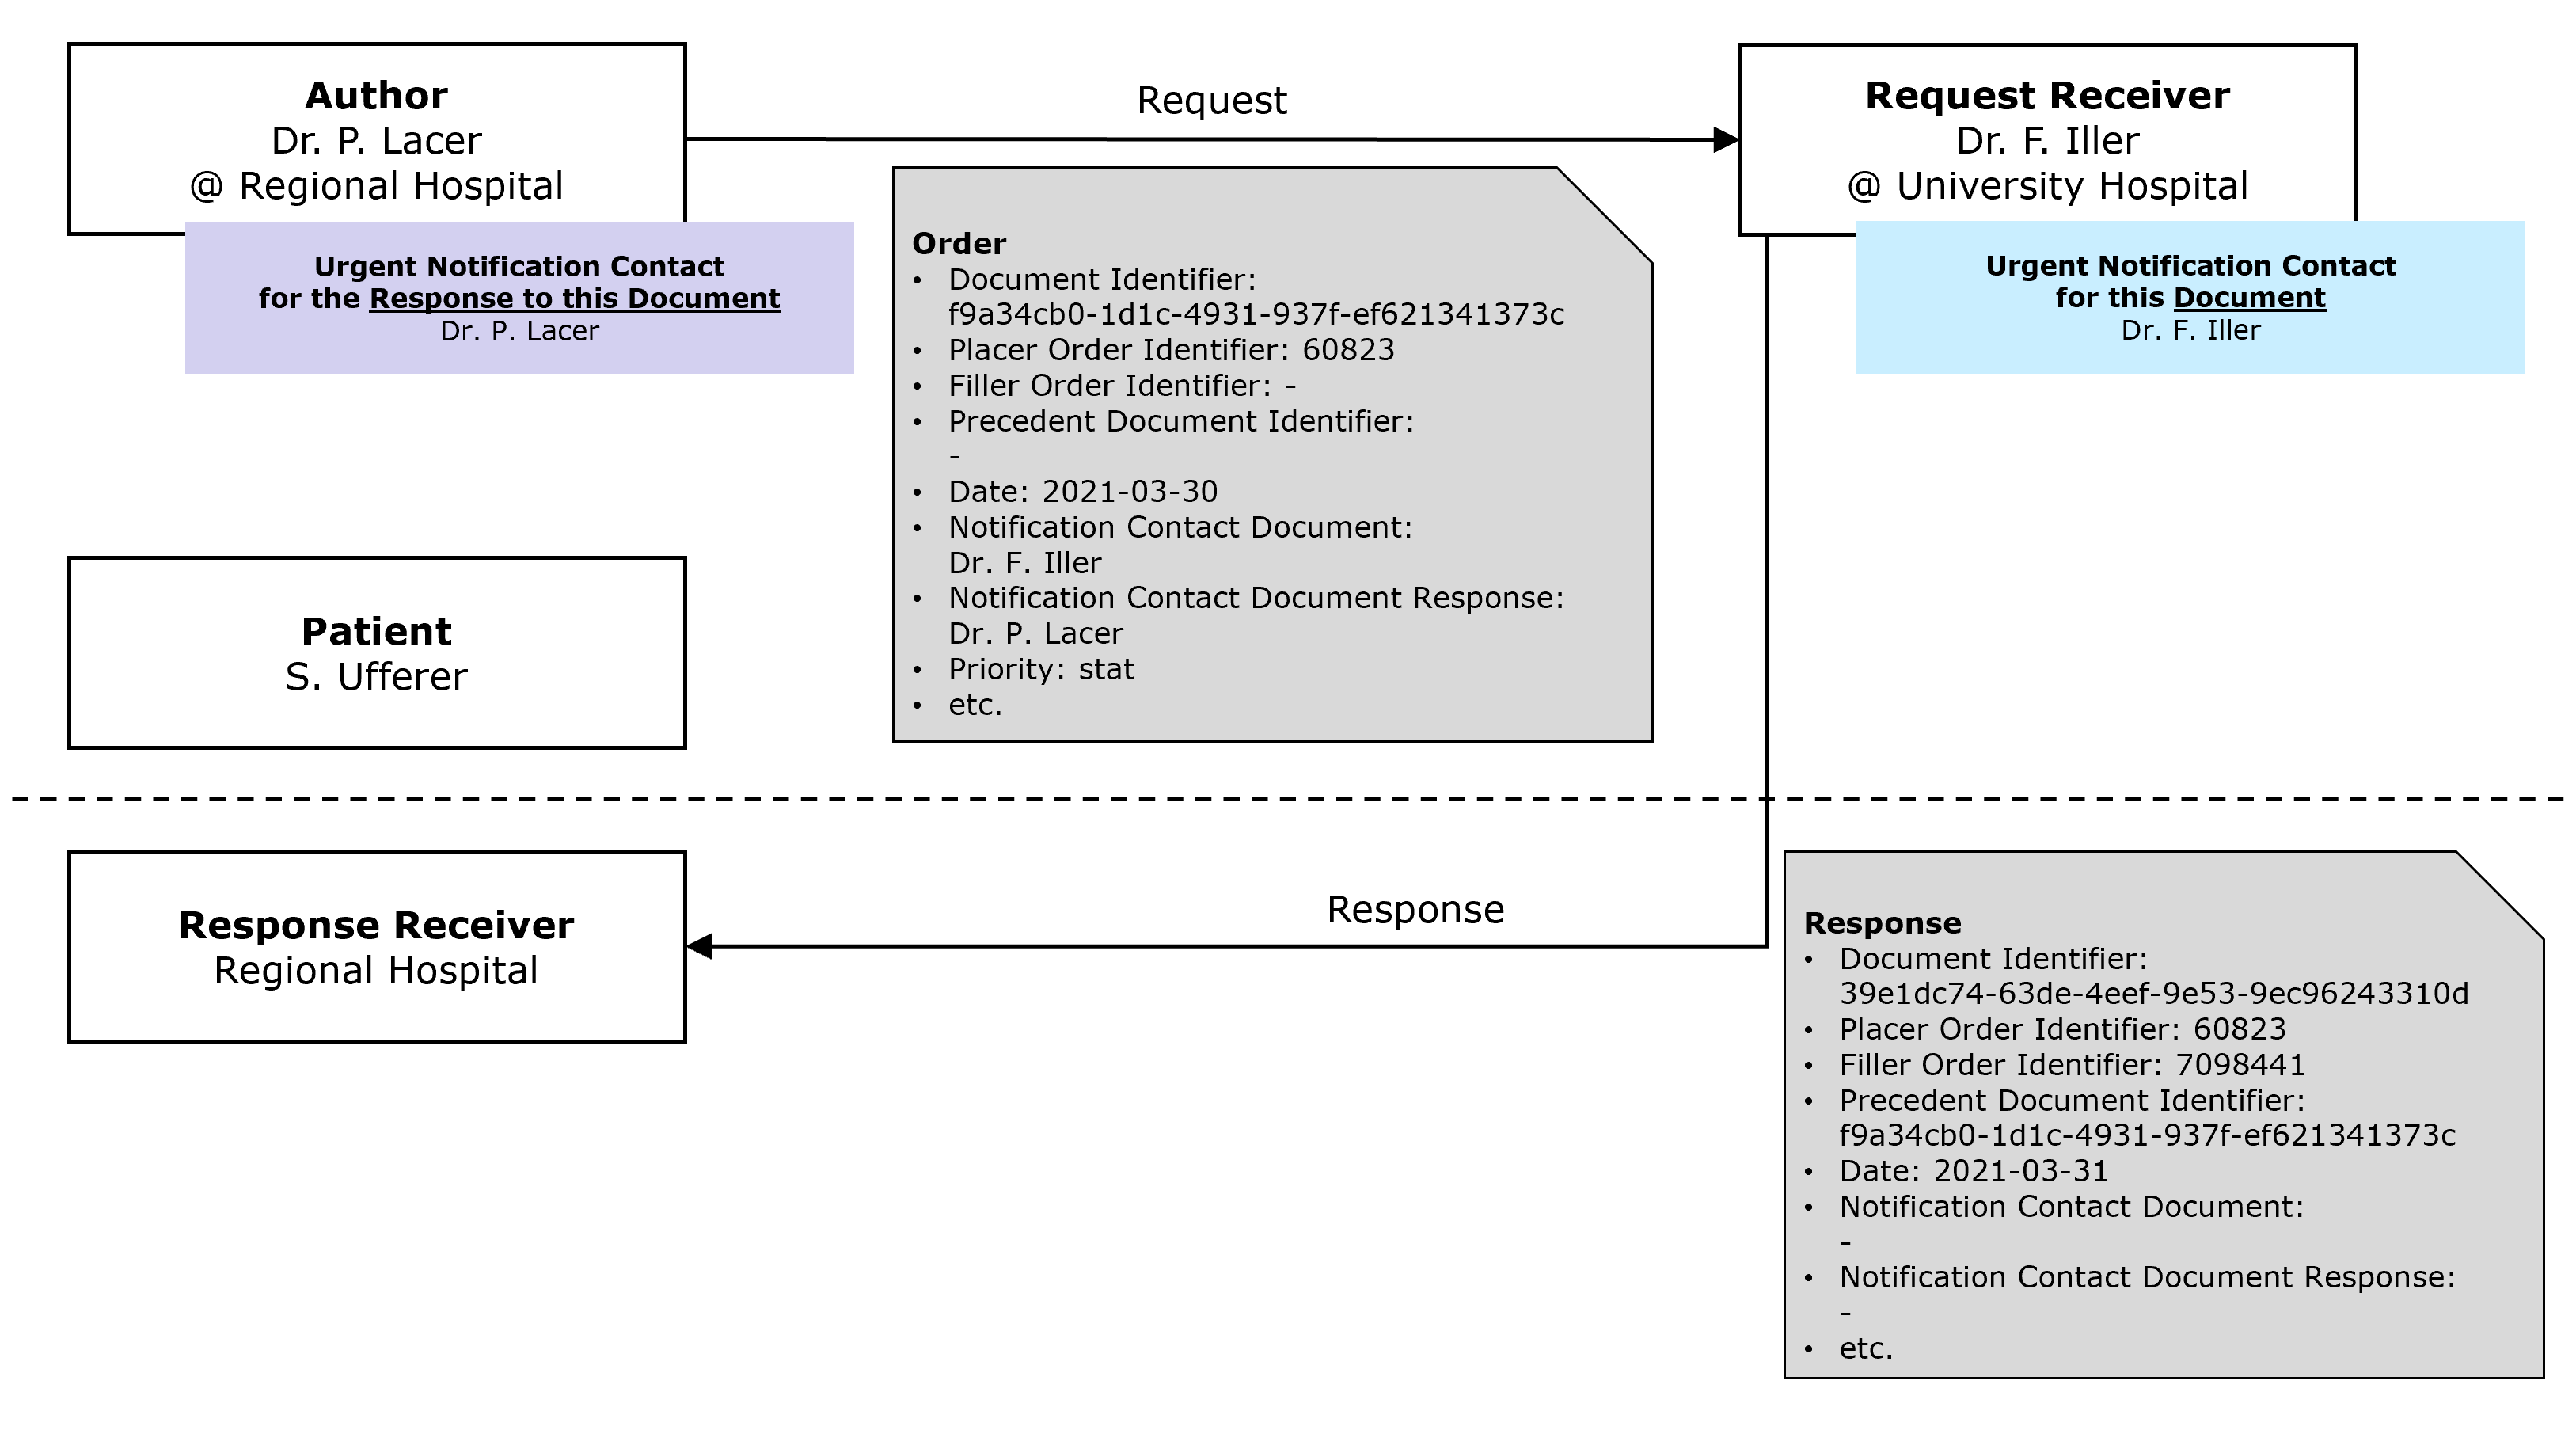 Author
Dr. P. Lacer
@ Regional Hospital
Urgent Notification Contact
for the Response to this Document
Dr. P. Lacer
Request
Request Receiver
Dr. F. Iller
@ University Hospital
Urgent Notification Contact
for this Document
Dr. F. Iller
Order
• Document Identifier:
f9a34cb0-1d1c-4931-937f-ef621341373c
• Placer Order Identifier: 60823
• Filler Order Identifier: -
• Precedent Document Identifier:
-
• Date: 2021-03-30
• Notification Contact Document:
Dr. F. Iller
• Notification Contact Document Response:
Dr. P. Lacer
• Priority: stat
• etc.
Patient
S. Ufferer
Response Receiver
Regional Hospital
Response
Response
• Document Identifier:
39e1dc74-63de-4eef-9e53-9ec96243310d
• Placer Order Identifier: 60823
• Filler Order Identifier: 7098441
• Precedent Document Identifier:
f9a34cb0-1d1c-4931-937f-ef621341373c
• Date: 2021-03-31
• Notification Contact Document:
-
• Notification Contact Document Response:
-
• etc.